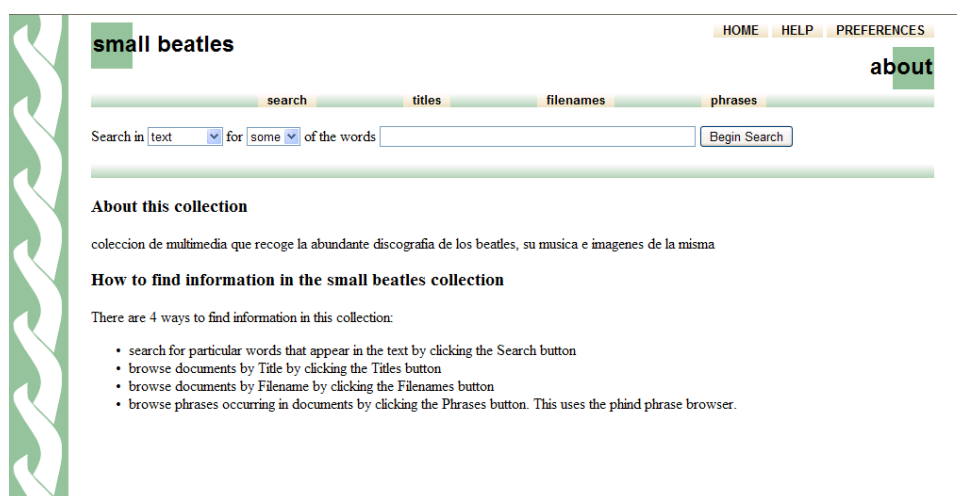 small beatles
HOME HELP PREFERENCES
about
search titles filenames phrases
Search in text for some of the words Begin Search
About this collection
coleccion de multimedia que recoge la abundante discografia de los beatles, su musica e imagenes de la misma
How to find information in the small beatles collection
There are 4 ways to find information in this collection:
• search for particular words that appear in the text by clicking the Search button
• browse documents by Title by clicking the Titles button
• browse documents by Filename by clicking the Filenames button
• browse phrases occurring in documents by clicking the Phrases button. This uses the phind phrase browser.